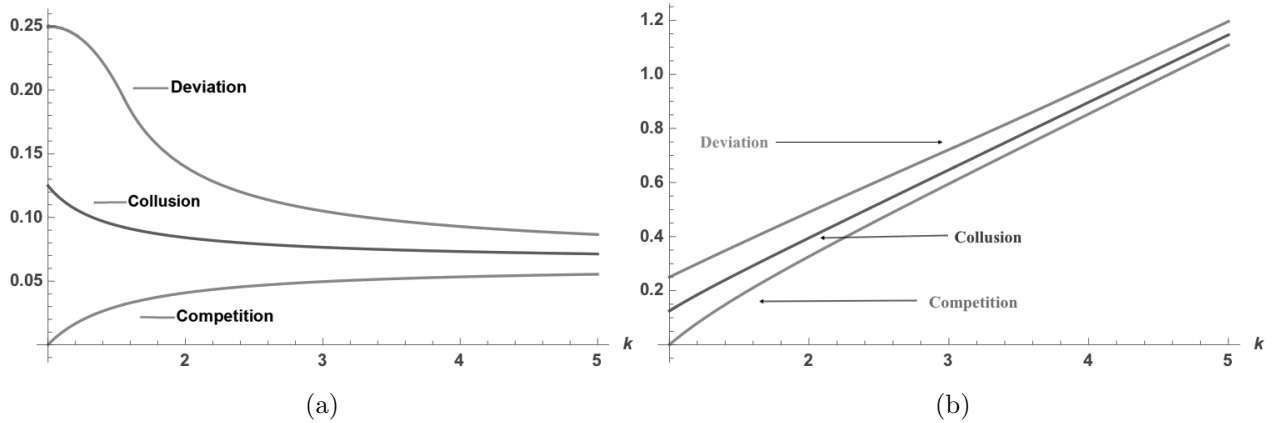 0.25
0.20
0.15
0.10
0.05
Deviation
Collusion
Competition
2 3 4 5 k
(a)
1.2
1.0
0.8
0.6
0.4
0.2
Deviation
Collusion
Competition
2 3 4 5 k
(b)